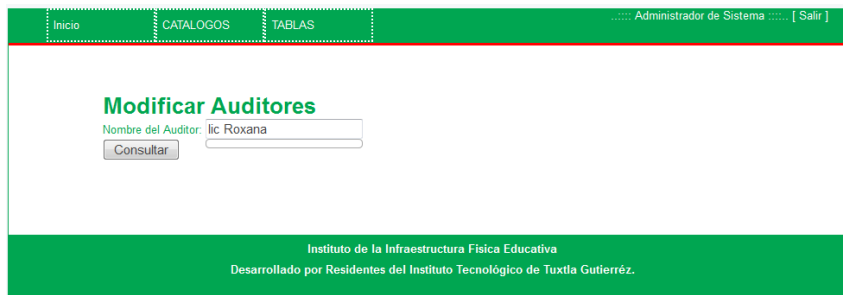 Inicio CATALOGOS TABLAS ..:::: Administrador de Sistema ::::... [ Salir ]
Modificar Auditores
Nombre del Auditor: lic Roxana
Consultar
Instituto de la Infraestructura Fisica Educativa
Desarrollado por Residentes del Instituto Tecnológico de Tuxtla Gutierréz.